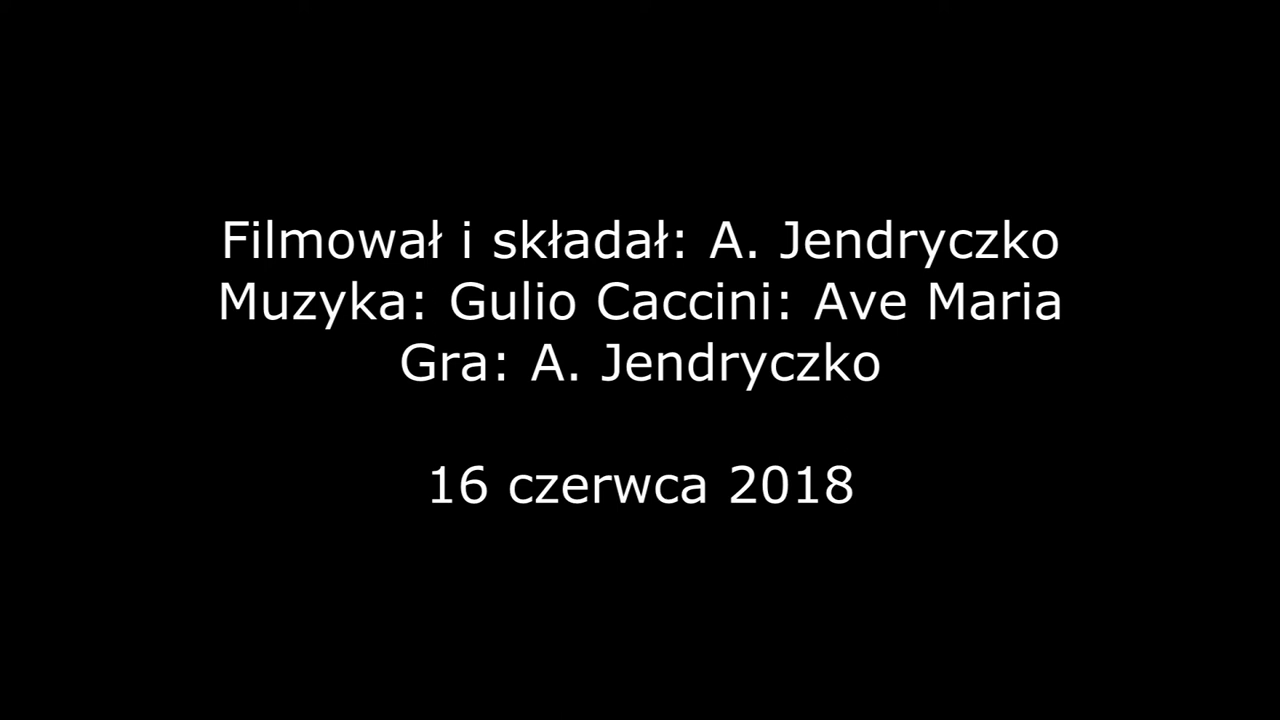 Filmował i składał: A. Jendryczko
Muzyka: Gulio Caccini: Ave Maria
Gra: A. Jendryczko
16 czerwca 2018